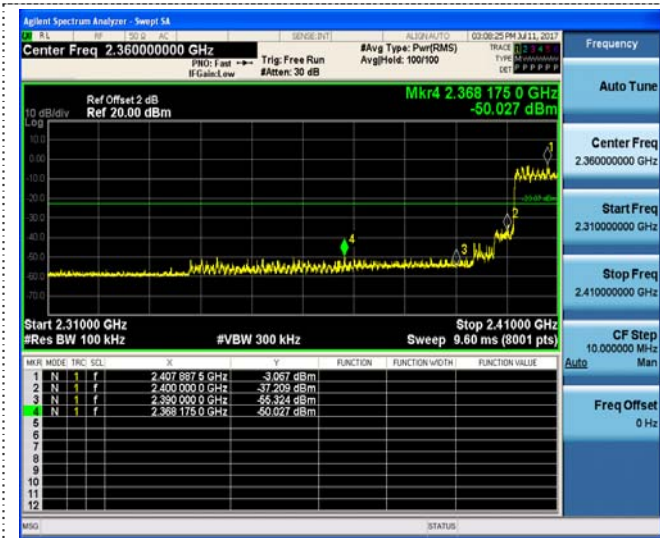 Agilent Spectrum Analyzer - Swept SA
RL RF 50 Ω AC SENSE:INT ALIGNAUTO 03:08:25 PM Jul 11, 2017
Center Freq 2.360000000 GHz
PNO: Fast
IFGain:Low
Trig: Free Run
#Atten: 30 dB
#Avg Type: Pwr(RMS)
Avg|Hold: 100/100
TRACE 1 2 3 4 5 6
TYPE
DET P P P P P P
Ref Offset 2 dB
10 dB/div Ref 20.00 dBm
Log
Mkr4 2.368 175 0 GHz
-50.027 dBm
10.0
0.00
-10.0
-20.0
-30.0
-40.0
-50.0
-60.0
-70.0
1
2
3
4
Start 2.31000 GHz
Stop 2.41000 GHz
#Res BW 100 kHz #VBW 300 kHz Sweep 9.60 ms (8001 pts)
MKR MODE TRC SCL X Y FUNCTION FUNCTION WIDTH FUNCTION VALUE
1 N 1 f 2.407 887 5 GHz -3.067 dBm
2 N 1 f 2.400 000 0 GHz -37.209 dBm
3 N 1 f 2.390 000 0 GHz -55.324 dBm
4 N 1 f 2.368 175 0 GHz -50.027 dBm
5
6
7
8
9
10
11
12
MSG STATUS
Frequency
Auto Tune
Center Freq
2.360000000 GHz
Start Freq
2.310000000 GHz
Stop Freq
2.410000000 GHz
CF Step
10.000000 MHz
Auto Man
Freq Offset
0 Hz